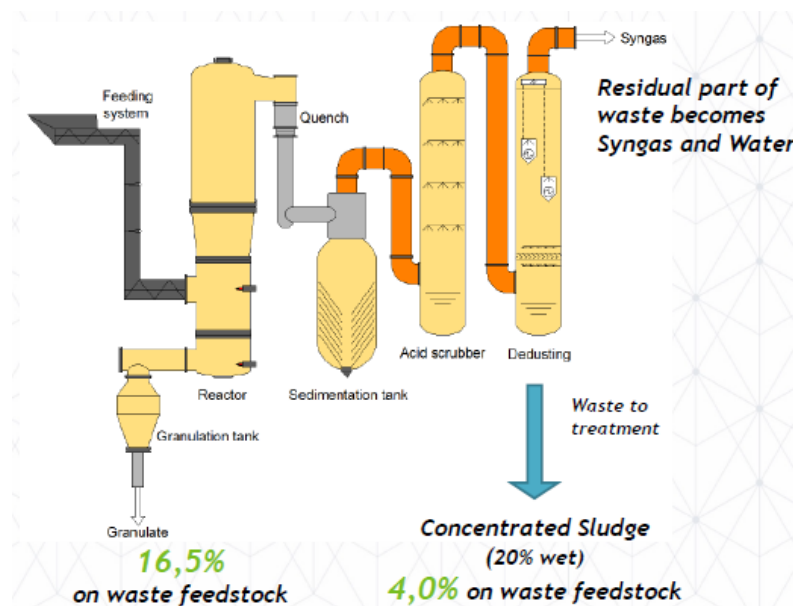 Feeding
system
Quench
Syngas
Residual part of
waste becomes
Syngas and Water
Acid scrubber
Dedusting
Reactor
Sedimentation tank
Granulation tank
Waste to
treatment
Granulate
16,5%
on waste feedstock
Concentrated Sludge
(20% wet)
4,0% on waste feedstock